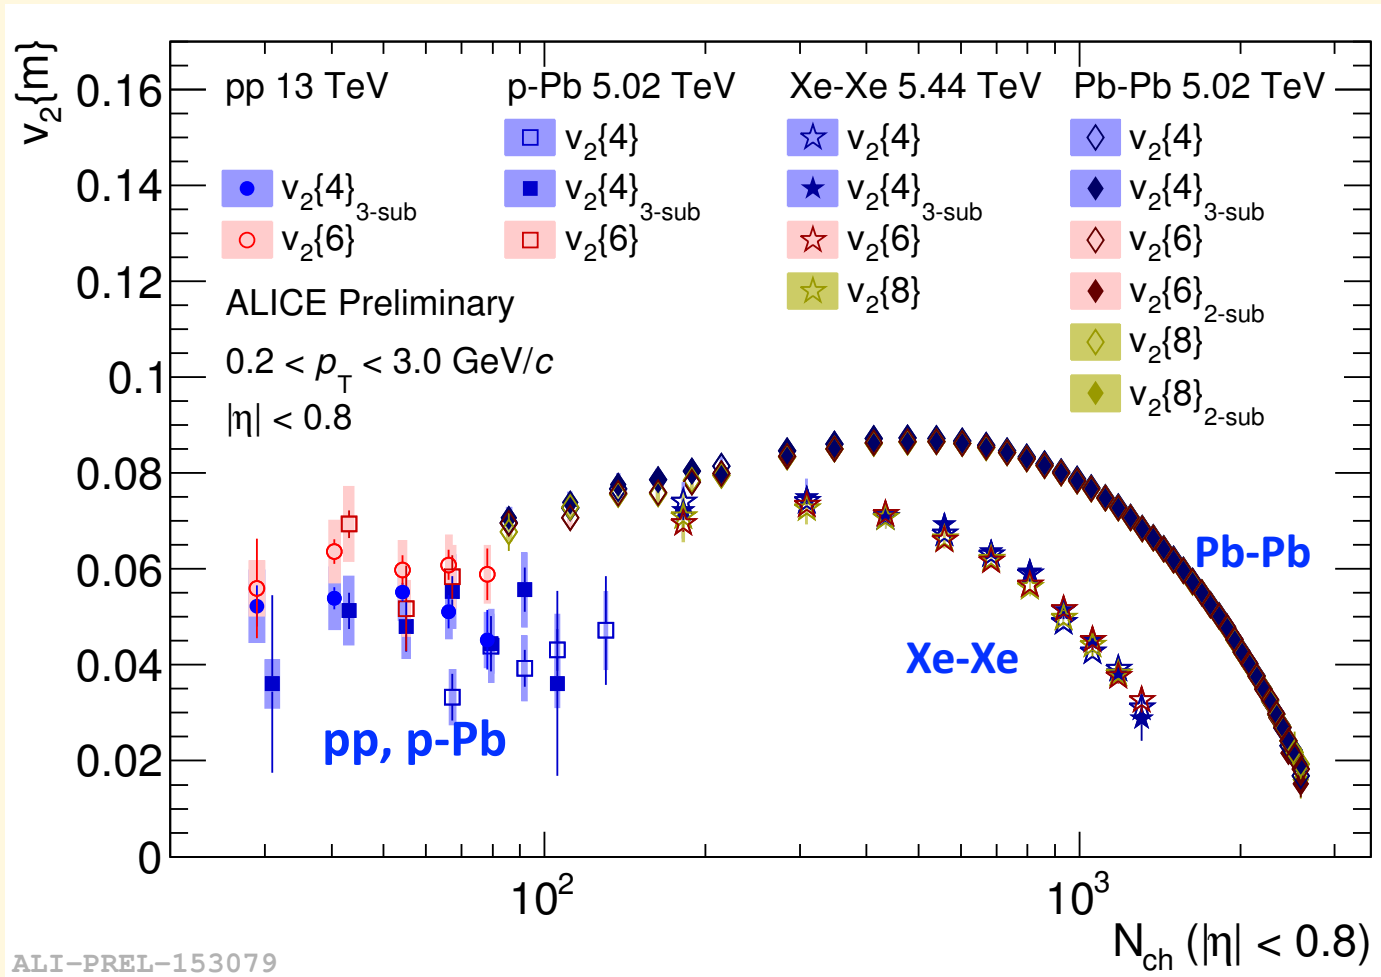 v₂{m}
0.16
0.14
0.12
0.1
0.08
0.06
0.04
0.02
0
pp 13 TeV
v₂{4}3-sub
v₂{6}
p-Pb 5.02 TeV
v₂{4}
v₂{4}3-sub
v₂{6}
Xe-Xe 5.44 TeV
v₂{4}
v₂{4}3-sub
v₂{6}
v₂{8}
Pb-Pb 5.02 TeV
v₂{4}
v₂{4}3-sub
v₂{6}
v₂{6}2-sub
v₂{8}
v₂{8}2-sub
ALICE Preliminary
0.2 < pT < 3.0 GeV/c
|η| < 0.8
Pb-Pb
Xe-Xe
pp, p-Pb
10²
10³
Nch (|η| < 0.8)
ALI-PREL-153079